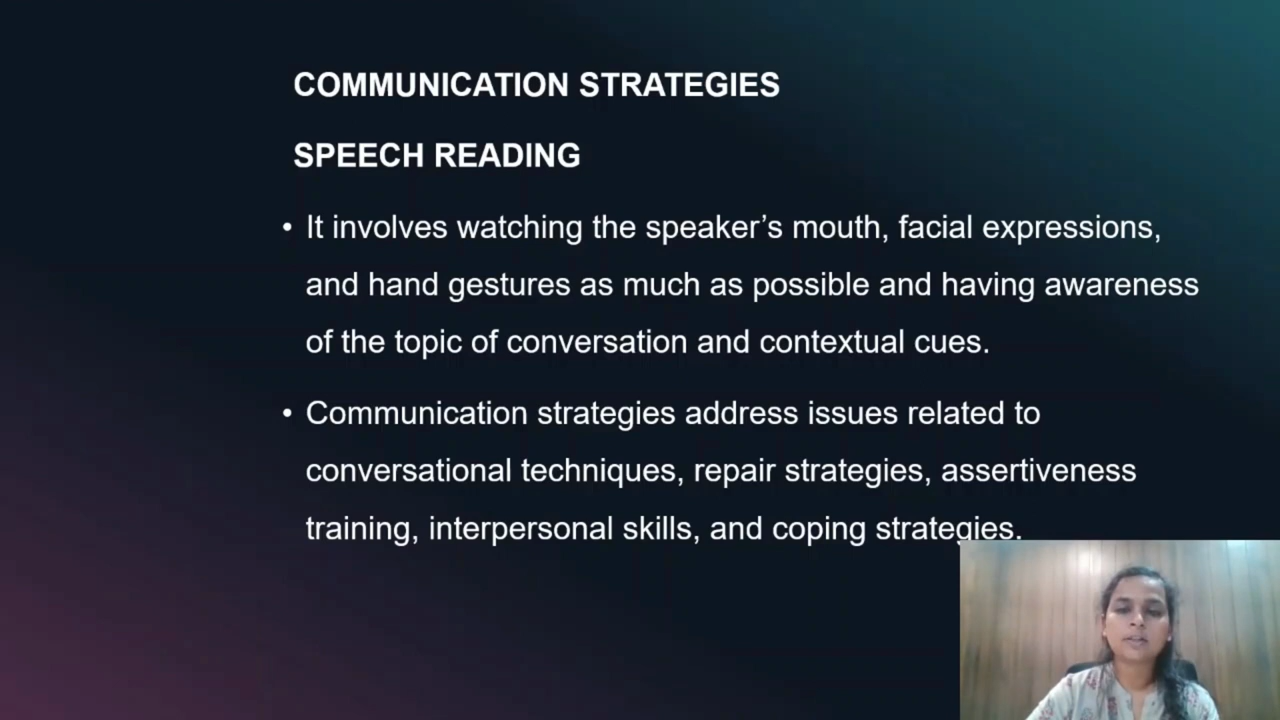 COMMUNICATION STRATEGIES
SPEECH READING
• It involves watching the speaker’s mouth, facial expressions,
and hand gestures as much as possible and having awareness
of the topic of conversation and contextual cues.
• Communication strategies address issues related to
conversational techniques, repair strategies, assertiveness
training, interpersonal skills, and coping strategies.